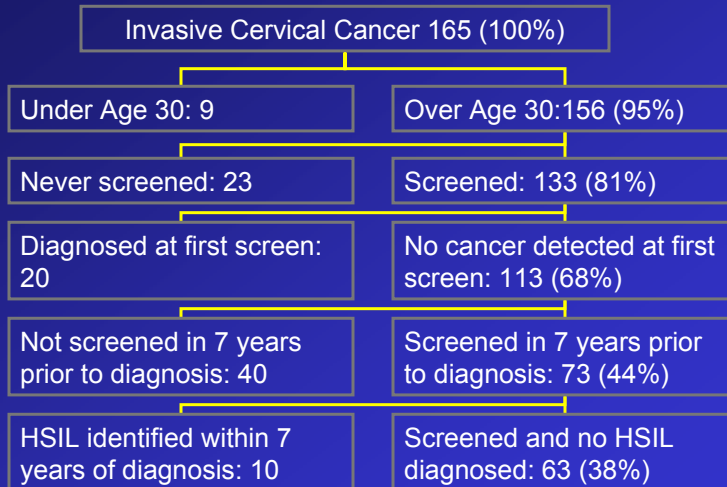 Invasive Cervical Cancer 165 (100%)
Under Age 30: 9
Over Age 30:156 (95%)
Never screened: 23
Screened: 133 (81%)
Diagnosed at first screen:
20
No cancer detected at first
screen: 113 (68%)
Not screened in 7 years
prior to diagnosis: 40
Screened in 7 years prior
to diagnosis: 73 (44%)
HSIL identified within 7
years of diagnosis: 10
Screened and no HSIL
diagnosed: 63 (38%)